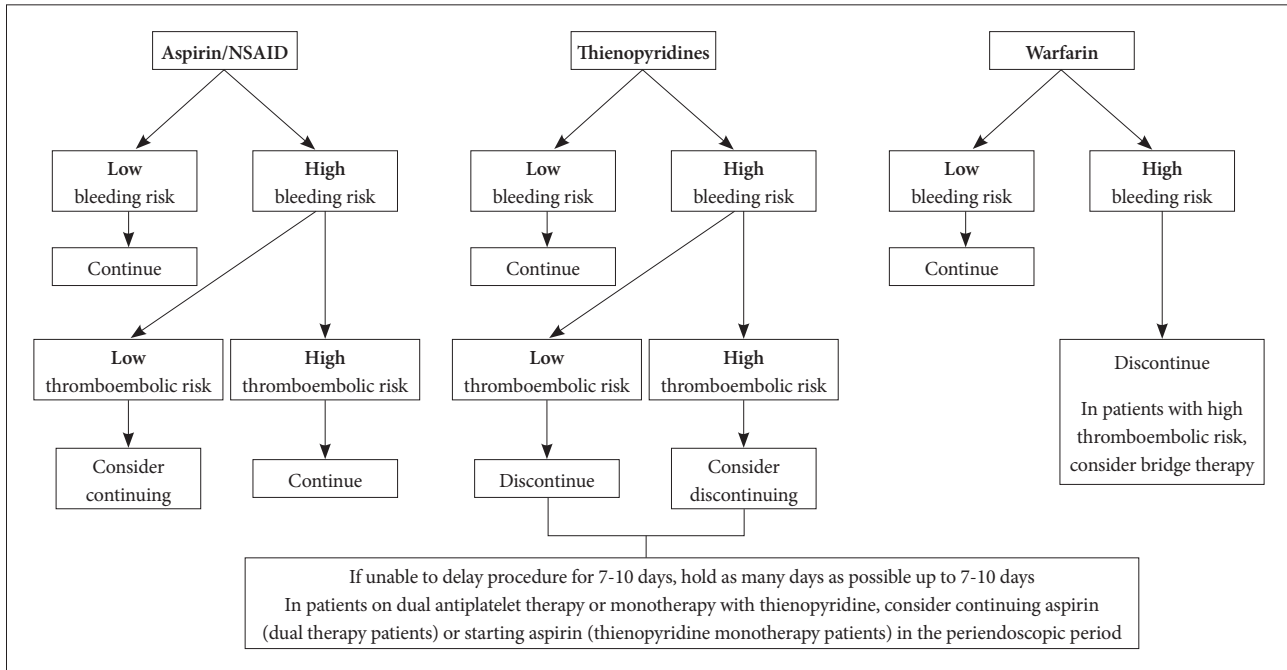 Aspirin/NSAID
Thienopyridines
Warfarin
Low
bleeding risk
High
bleeding risk
Low
bleeding risk
High
bleeding risk
Low
bleeding risk
High
bleeding risk
Continue
Continue
Continue
Low
thromboembolic risk
High
thromboembolic risk
Low
thromboembolic risk
High
thromboembolic risk
Discontinue
In patients with high
thromboembolic risk,
consider bridge therapy
Consider
continuing
Continue
Discontinue
Consider
discontinuing
If unable to delay procedure for 7-10 days, hold as many days as possible up to 7-10 days
In patients on dual antiplatelet therapy or monotherapy with thienopyridine, consider continuing aspirin
(dual therapy patients) or starting aspirin (thienopyridine monotherapy patients) in the periendoscopic period